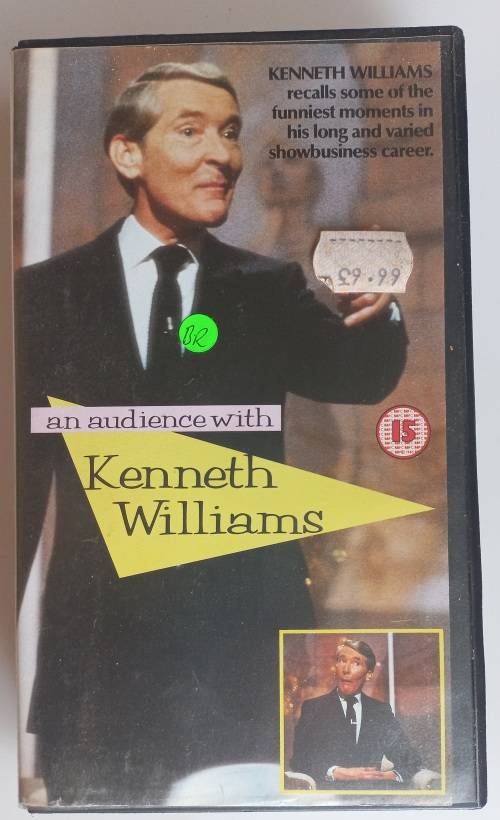 KENNETH WILLIAMS
recalls some of the
funniest moments in
his long and varied
showbusiness career.
£9.99
BR
an audience with
15
Kenneth
Williams